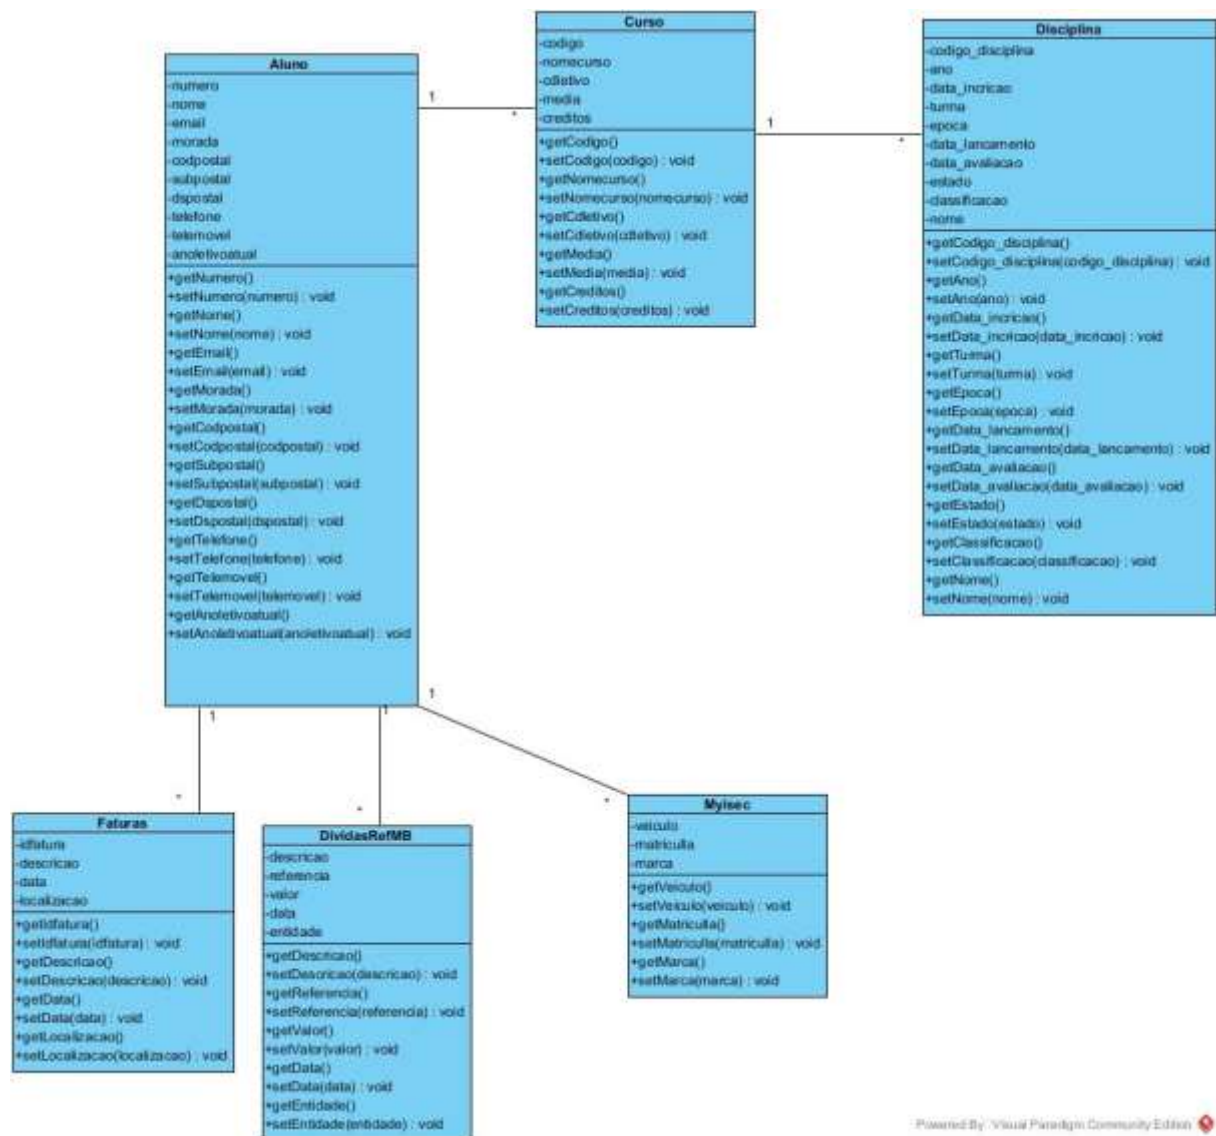 Aluno
-numero
-nome
-email
-morada
-codpostal
-subpostal
-dspostal
-telefone
-telemovel
-anoletivoatual
+getNumero()
+setNumero(numero) : void
+getNome()
+setNome(nome) : void
+getEmail()
+setEmail(email) : void
+getMorada()
+setMorada(morada) : void
+getCodpostal()
+setCodpostal(codpostal) : void
+getSubpostal()
+setSubpostal(subpostal) : void
+getDspostal()
+setDspostal(dspostal) : void
+getTelefone()
+setTelefone(telefone) : void
+getTelemovel()
+setTelemovel(telemovel) : void
+getAnoletivoatual()
+setAnoletivoatual(anoletivoatual) : void
1
*
Curso
-codigo
-nomecurso
-cdletivo
-media
-creditos
+getCodigo()
+setCodigo(codigo) : void
+getNomecurso()
+setNomecurso(nomecurso) : void
+getCdletivo()
+setCdletivo(cdletivo) : void
+getMedia()
+setMedia(media) : void
+getCreditos()
+setCreditos(creditos) : void
1
*
Disciplina
-codigo_disciplina
-ano
-data_incricao
-turma
-epoca
-data_lancamento
-data_avaliacao
-estado
-classificacao
-nome
+getCodigo_disciplina()
+setCodigo_disciplina(codigo_disciplina) : void
+getAno()
+setAno(ano) : void
+getData_incricao()
+setData_incricao(data_incricao) : void
+getTurma()
+setTurma(turma) : void
+getEpoca()
+setEpoca(epoca) : void
+getData_lancamento()
+setData_lancamento(data_lancamento) : void
+getData_avaliacao()
+setData_avaliacao(data_avaliacao) : void
+getEstado()
+setEstado(estado) : void
+getClassificacao()
+setClassificacao(classificacao) : void
+getNome()
+setNome(nome) : void
1
*
1
*
1
*
Faturas
-idfatura
-descricao
-data
-localizacao
+getIdfatura()
+setIdfatura(idfatura) : void
+getDescricao()
+setDescricao(descricao) : void
+getData()
+setData(data) : void
+getLocalizacao()
+setLocalizacao(localizacao) : void
DividasRefMB
-descricao
-referencia
-valor
-data
-entidade
+getDescricao()
+setDescricao(descricao) : void
+getReferencia()
+setReferencia(referencia) : void
+getValor()
+setValor(valor) : void
+getData()
+setData(data) : void
+getEntidade()
+setEntidade(entidade) : void
Myisec
-veiculo
-matriculla
-marca
+getVeiculo()
+setVeiculo(veiculo) : void
+getMatriculla()
+setMatriculla(matriculla) : void
+getMarca()
+setMarca(marca) : void
Powered By Visual Paradigm Community Edition